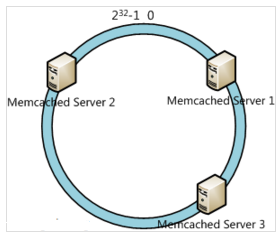 2³²-1 0
Memcached Server 2
Memcached Server 1
Memcached Server 3